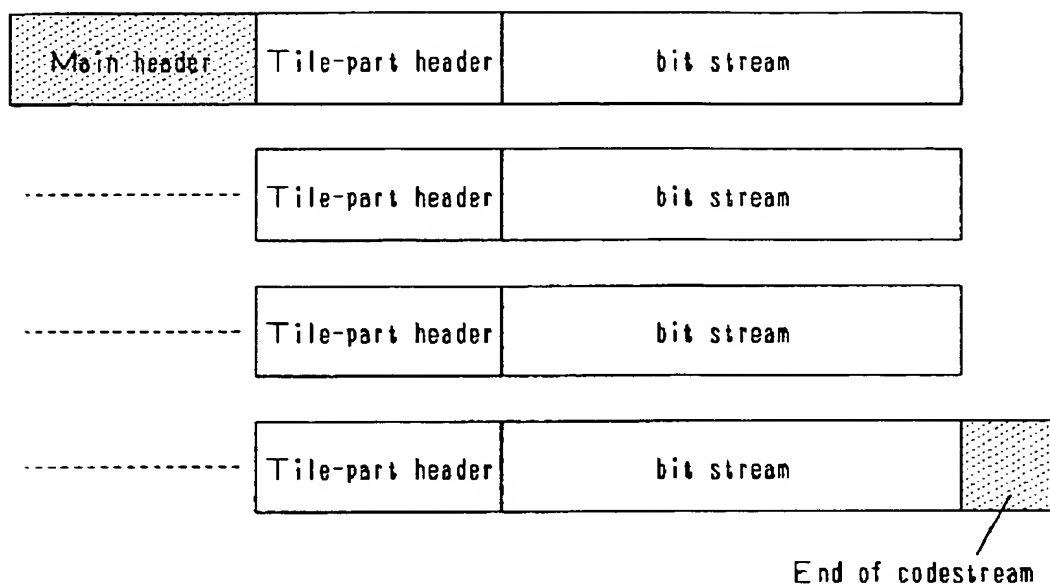 Main header Tile-part header bit stream
Tile-part header bit stream
Tile-part header bit stream
Tile-part header bit stream
End of codestream